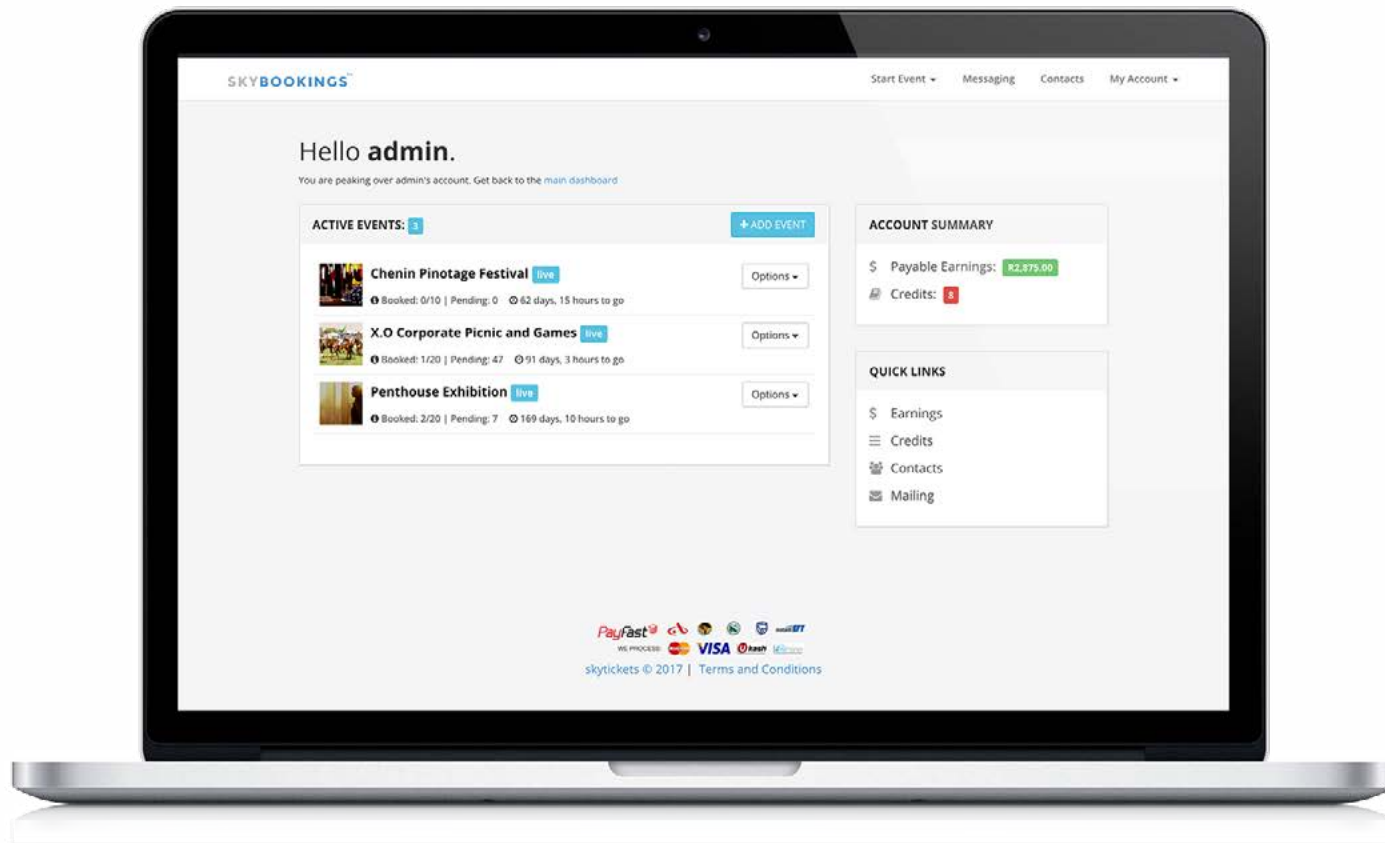 SKYBOOKINGS
Start Event Messaging Contacts My Account
Hello admin.
You are peaking over admin's account. Get back to the main dashboard
ACTIVE EVENTS: 3
+ ADD EVENT
Chenin Pinotage Festival live
Booked: 0/10 | Pending: 0 62 days, 15 hours to go
Options
X.O Corporate Picnic and Games live
Booked: 1/20 | Pending: 47 91 days, 3 hours to go
Options
Penthouse Exhibition live
Booked: 2/20 | Pending: 7 169 days, 10 hours to go
Options
ACCOUNT SUMMARY
$ Payable Earnings: R2,875.00
Credits: 8
QUICK LINKS
$ Earnings
Credits
Contacts
Mailing
PayFast
WE PROCESS: VISA Ukash
skytickets © 2017 | Terms and Conditions